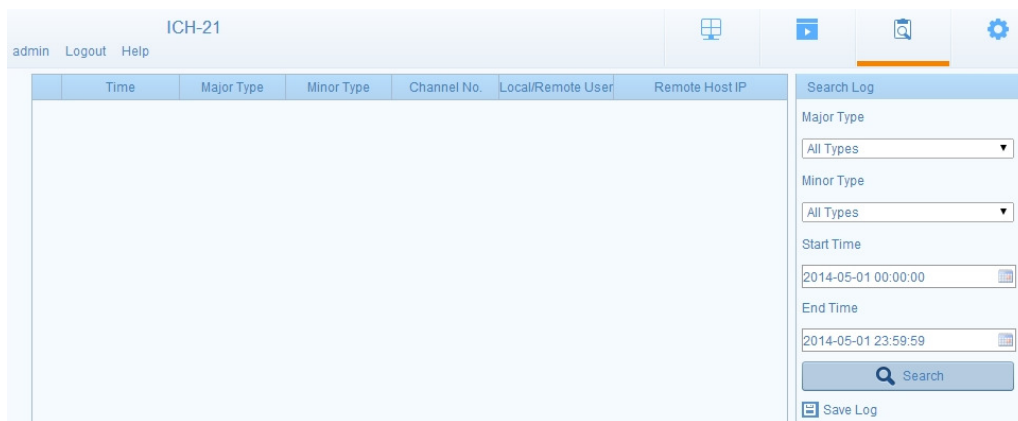 ICH-21
admin Logout Help
Time Major Type Minor Type Channel No. Local/Remote User Remote Host IP
Search Log
Major Type
All Types
Minor Type
All Types
Start Time
2014-05-01 00:00:00
End Time
2014-05-01 23:59:59
Search
Save Log